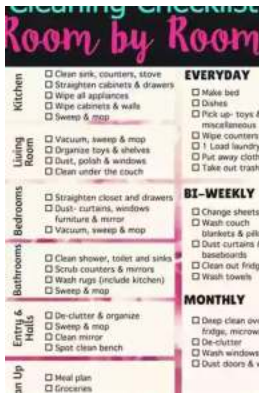 Cleaning Checklist
Room by Room
Kitchen
☐ Clean sink, counters, stove
☐ Straighten cabinets & drawers
☐ Wipe all appliances
☐ Wipe cabinets & walls
☐ Sweep & mop
Living
Room
☐ Vacuum, sweep & mop
☐ Organize toys & shelves
☐ Dust, polish & windows
☐ Clean under the couch
Bedrooms
☐ Straighten closet and drawers
☐ Dust- curtains, windows
furniture & mirror
☐ Vacuum, sweep & mop
Bathrooms
☐ Clean shower, toilet and sinks
☐ Scrub counters & mirrors
☐ Wash rugs (include kitchen)
☐ Sweep & mop
Entry &
Halls
☐ De-clutter & organize
☐ Sweep & mop
☐ Clean mirror
☐ Spot clean bench
an Up
☐ Meal plan
☐ Groceries
EVERYDAY
☐ Make bed
☐ Dishes
☐ Pick up- toys &
miscellaneous
☐ Wipe counters
☐ 1 Load laundry
☐ Put away cloth
☐ Take out trash
BI-WEEKLY
☐ Change sheets
☐ Wash couch
blankets & pill
☐ Dust curtains &
baseboards
☐ Clean out fridg
☐ Wash towels
MONTHLY
☐ Deep clean ov
fridge, microw
☐ De-clutter
☐ Wash windows
☐ Dust doors &